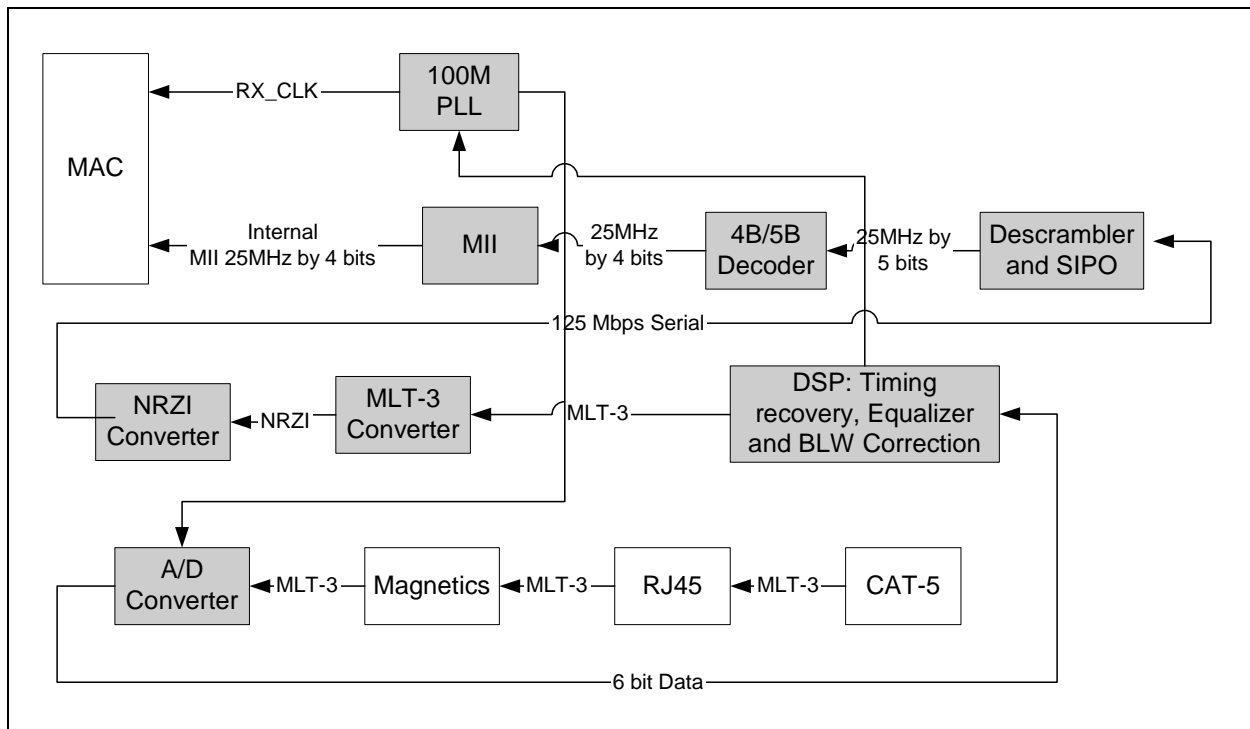 100M
PLL
RX_CLK
MAC
Internal
MII 25MHz by 4 bits
MII
25MHz
by 4 bits
4B/5B
Decoder
25MHz by
5 bits
Descrambler
and SIPO
125 Mbps Serial
NRZI
Converter
NRZI
MLT-3
Converter
MLT-3
DSP: Timing
recovery, Equalizer
and BLW Correction
A/D
Converter
MLT-3
Magnetics
MLT-3
RJ45
MLT-3
CAT-5
6 bit Data